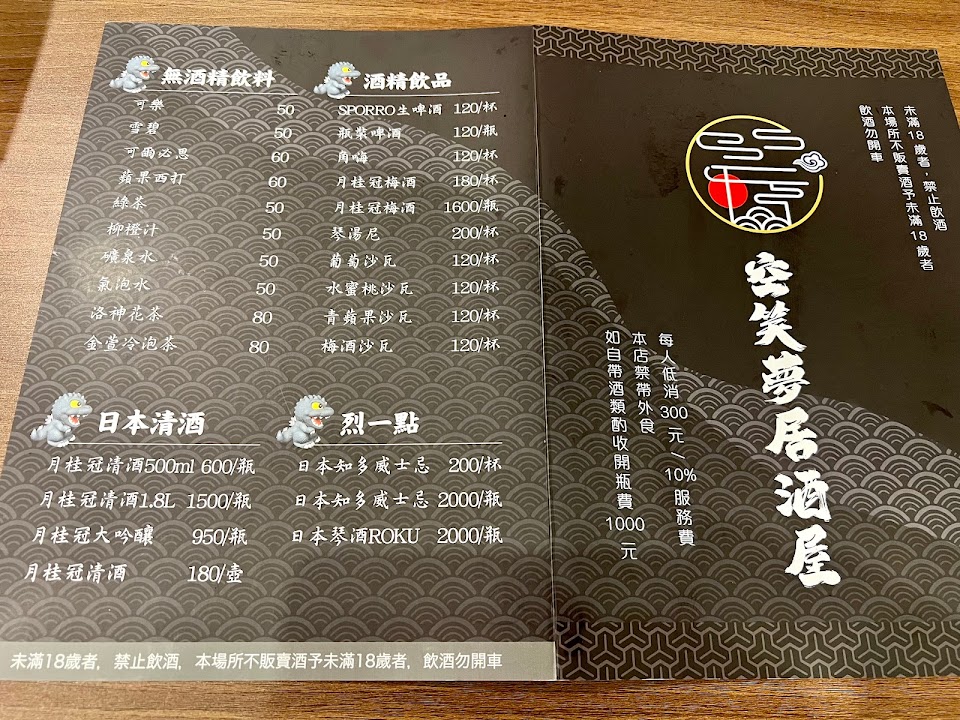 無酒精飲料
可樂 50
雪碧 50
可爾必思 60
蘋果西打 60
綠茶 50
柳橙汁 50
礦泉水 50
氣泡水 50
洛神花茶 80
金萱冷泡茶 80
酒精飲品
SPORRO生啤酒 120/杯
瓶裝啤酒 120/瓶
角嗨 120/杯
月桂冠梅酒 180/杯
月桂冠梅酒 1600/瓶
琴湯尼 200/杯
葡萄沙瓦 120/杯
水蜜桃沙瓦 120/杯
青蘋果沙瓦 120/杯
梅酒沙瓦 120/杯
日本清酒
月桂冠清酒500ml 600/瓶
月桂冠清酒1.8L 1500/瓶
月桂冠大吟釀 950/瓶
月桂冠清酒 180/壺
烈一點
日本知多威士忌 200/杯
日本知多威士忌 2000/瓶
日本琴酒ROKU 2000/瓶
未滿18歲者，禁止飲酒，本場所不販賣酒予未滿18歲者，飲酒勿開車
未滿18歲者，禁止飲酒
本場所不販賣酒予未滿18歲者
飲酒勿開車
空笑夢居酒屋
每人低消300元/10%服務費
本店禁帶外食
如自帶酒類酌收開瓶費1000元